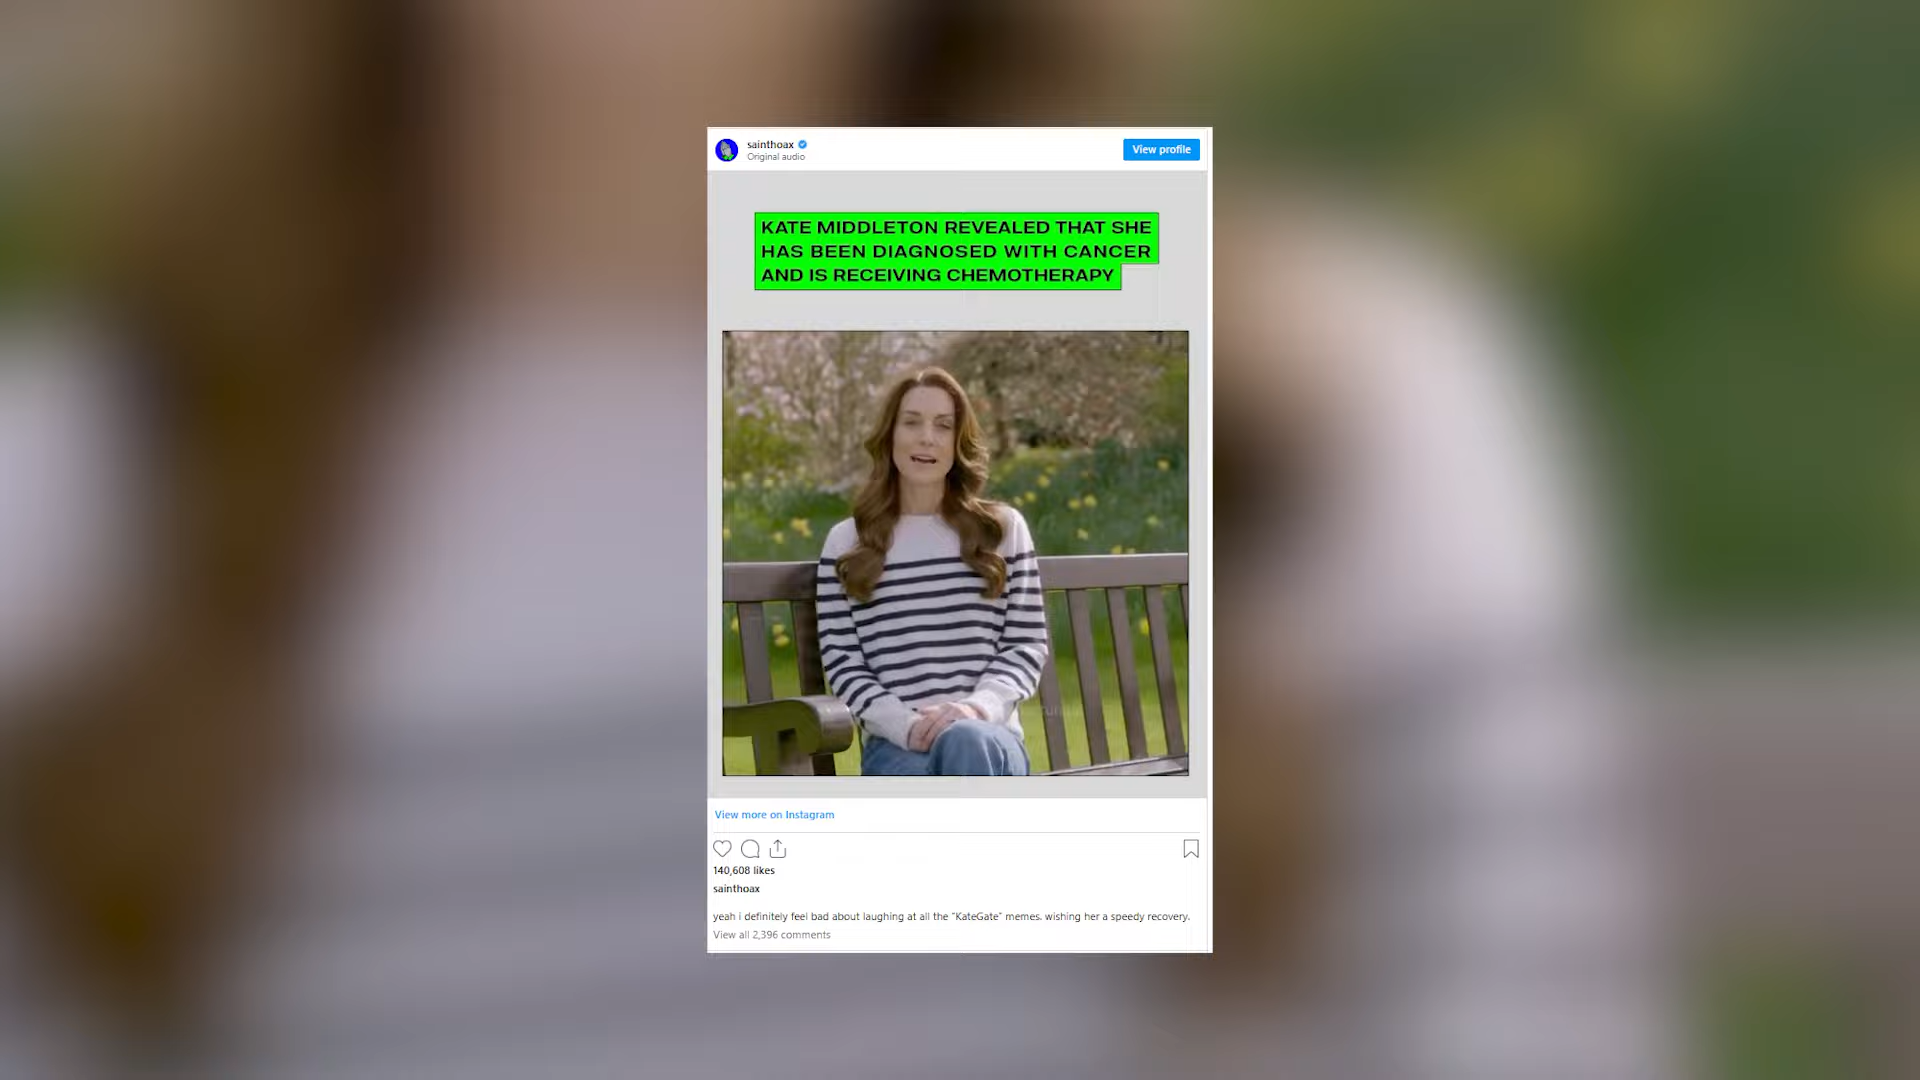 sainthoax
Original audio
View profile
KATE MIDDLETON REVEALED THAT SHE
HAS BEEN DIAGNOSED WITH CANCER
AND IS RECEIVING CHEMOTHERAPY
View more on Instagram
140,608 likes
sainthoax
yeah i definitely feel bad about laughing at all the "KateGate" memes. wishing her a speedy recovery.
View all 2,396 comments